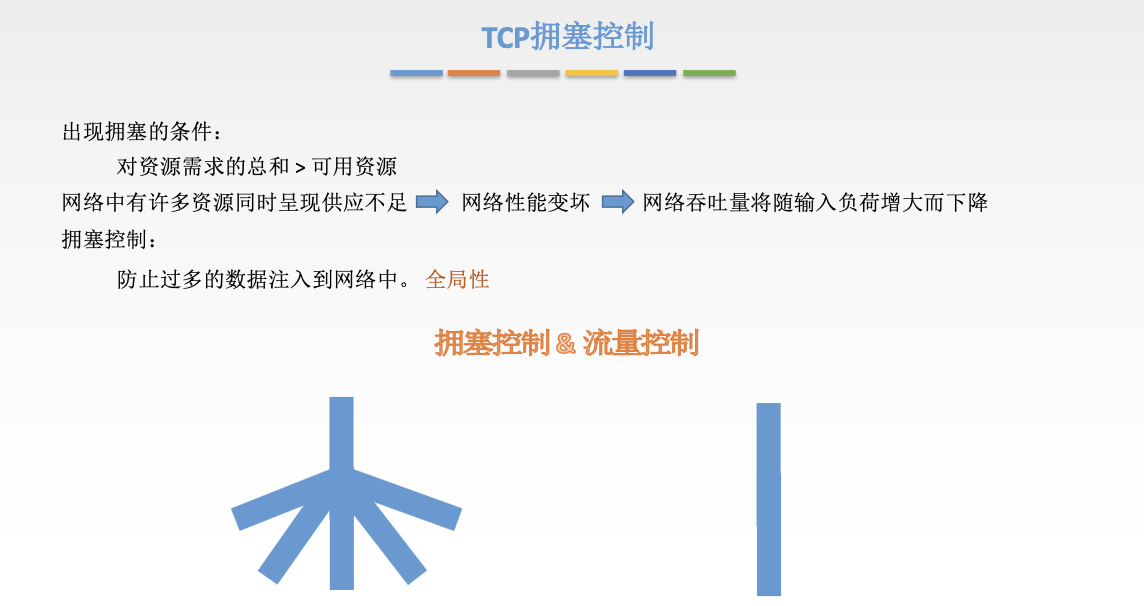 TCP拥塞控制
出现拥塞的条件：
对资源需求的总和 > 可用资源
网络中有许多资源同时呈现供应不足 网络性能变坏 网络吞吐量将随输入负荷增大而下降
拥塞控制：
防止过多的数据注入到网络中。 全局性
拥塞控制 & 流量控制